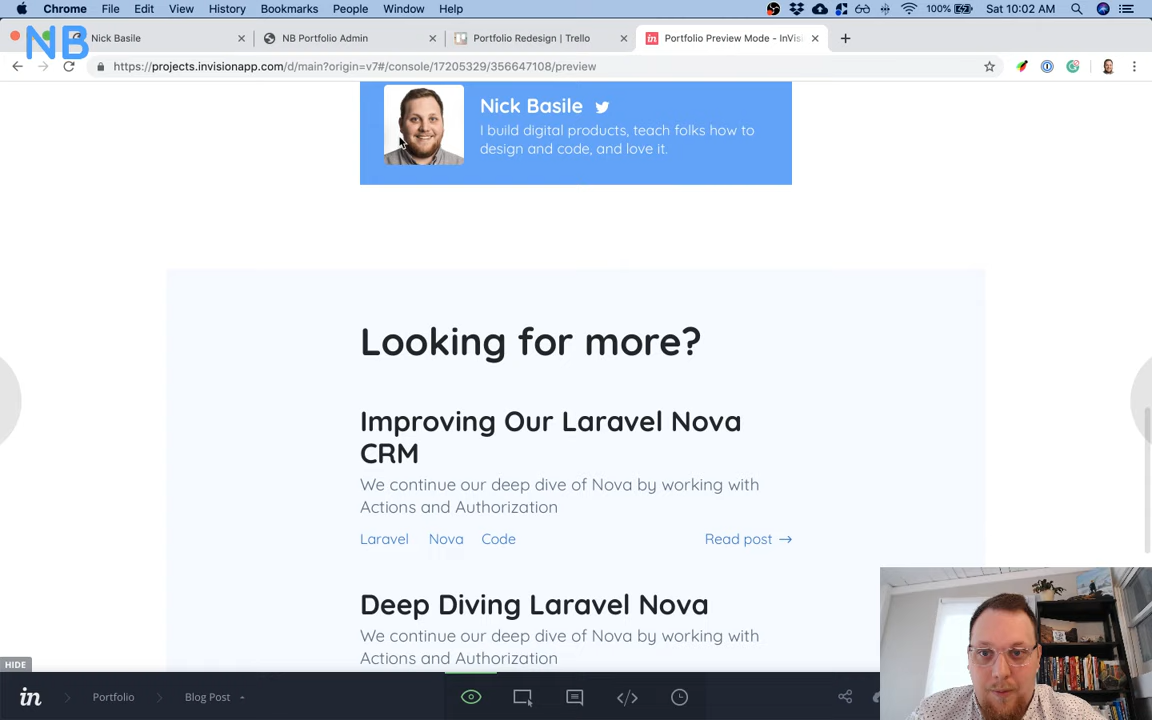 Chrome File Edit View History Bookmarks People Window Help 100% Sat 10:02 AM
NB
Nick Basile
NB Portfolio Admin
Portfolio Redesign | Trello
Portfolio Preview Mode - InVis
https://projects.invisionapp.com/d/main?origin=v7#/console/17205329/356647108/preview
Nick Basile
I build digital products, teach folks how to
design and code, and love it.
Looking for more?
Improving Our Laravel Nova
CRM
We continue our deep dive of Nova by working with
Actions and Authorization
Laravel Nova Code Read post →
Deep Diving Laravel Nova
We continue our deep dive of Nova by working with
Actions and Authorization
HIDE
in Portfolio Blog Post